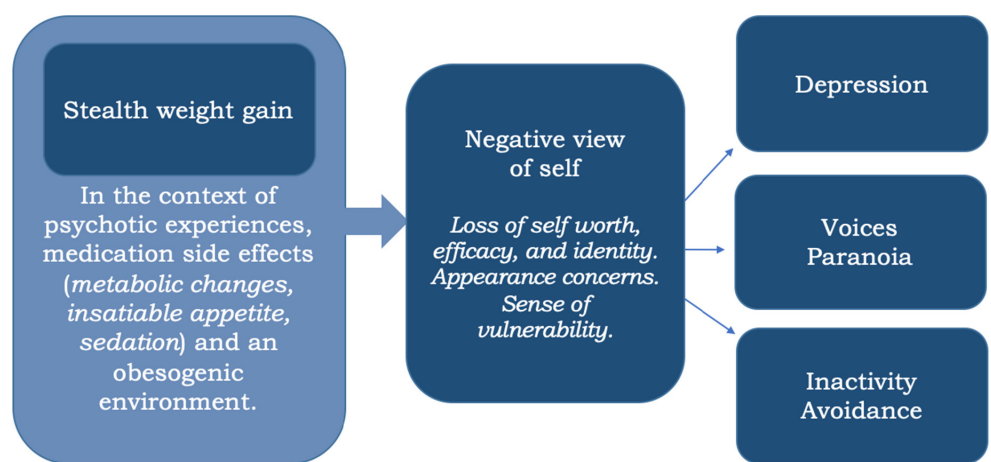 Stealth weight gain
In the context of
psychotic experiences,
medication side effects
(metabolic changes,
insatiable appetite,
sedation) and an
obesogenic
environment.
Negative view
of self
Loss of self worth,
efficacy, and identity.
Appearance concerns.
Sense of
vulnerability.
Depression
Voices
Paranoia
Inactivity
Avoidance